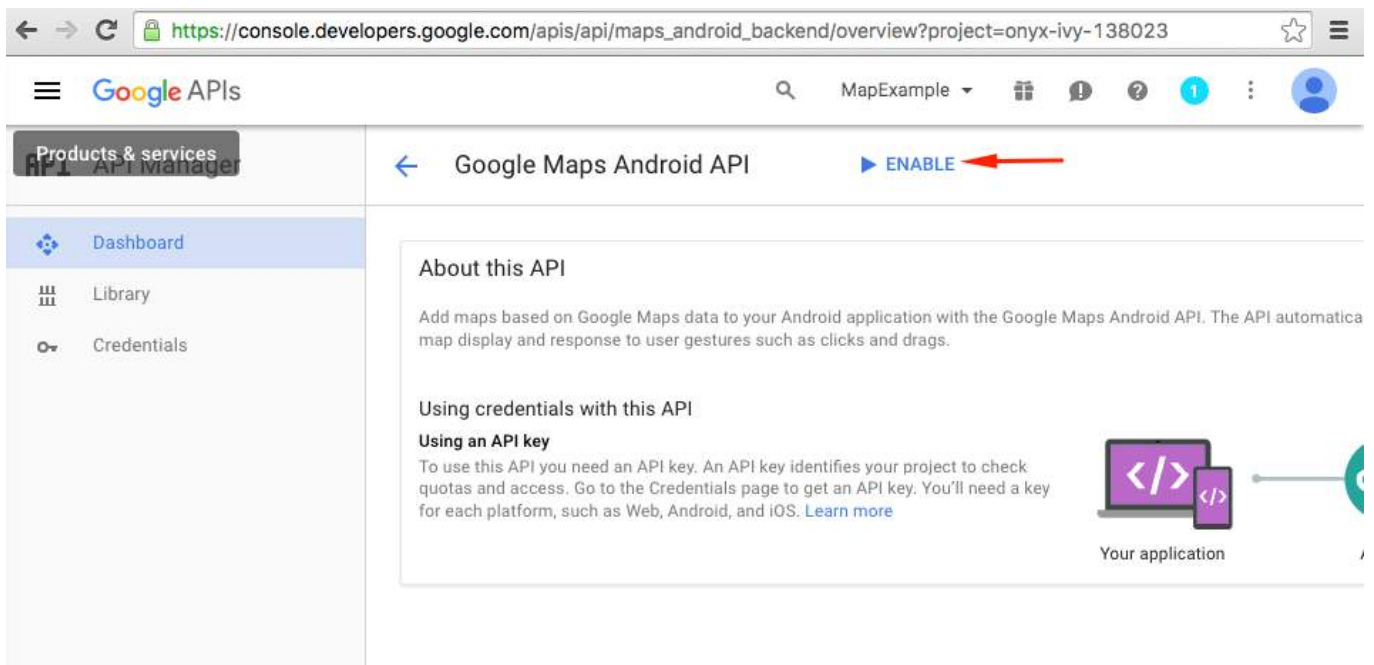 https://console.developers.google.com/apis/api/maps_android_backend/overview?project=onyx-ivy-138023
Google APIs
MapExample
1
Products & services
API API Manager
Google Maps Android API
ENABLE
Dashboard
Library
Credentials
About this API
Add maps based on Google Maps data to your Android application with the Google Maps Android API. The API automatica
map display and response to user gestures such as clicks and drags.
Using credentials with this API
Using an API key
To use this API you need an API key. An API key identifies your project to check
quotas and access. Go to the Credentials page to get an API key. You'll need a key
for each platform, such as Web, Android, and iOS. Learn more
</>
</>
Your application